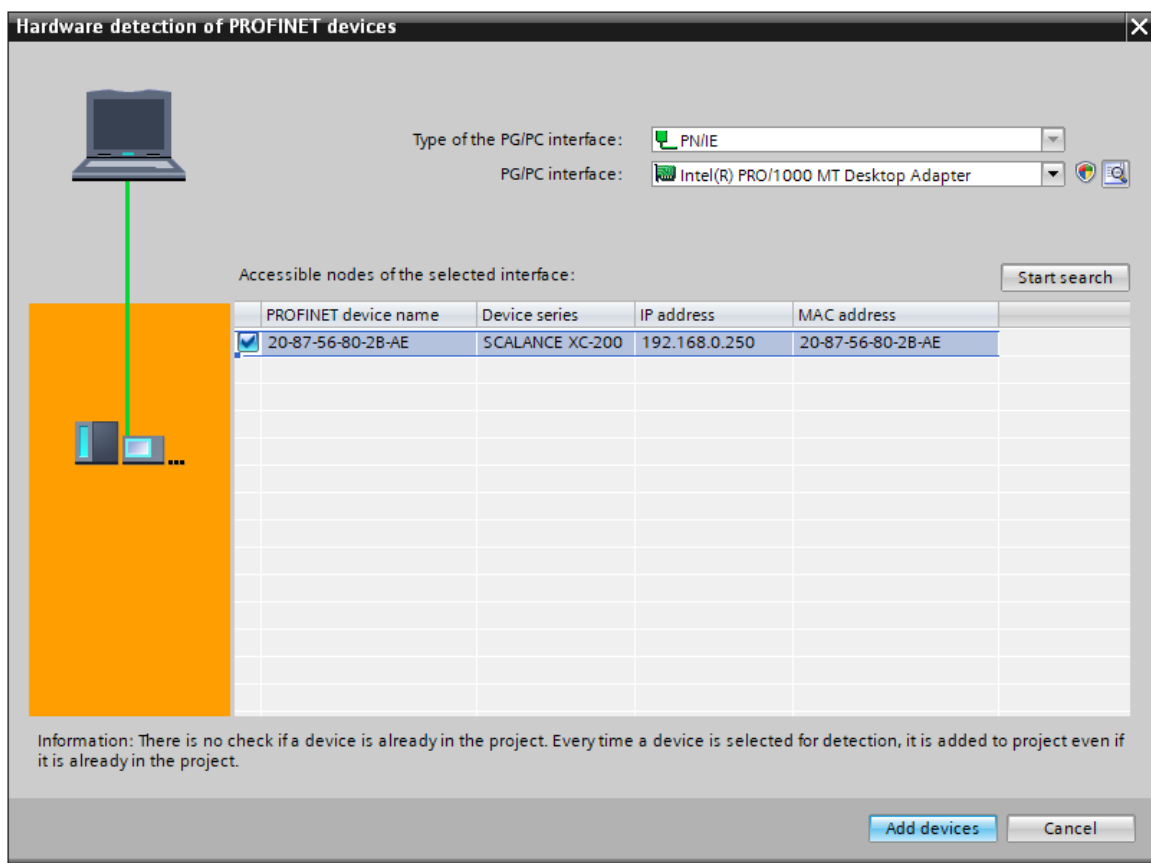 Hardware detection of PROFINET devices
Type of the PG/PC interface:
PN/IE
PG/PC interface:
Intel(R) PRO/1000 MT Desktop Adapter
Accessible nodes of the selected interface:
Start search
PROFINET device name Device series IP address MAC address
20-87-56-80-2B-AE SCALANCE XC-200 192.168.0.250 20-87-56-80-2B-AE
...
Information: There is no check if a device is already in the project. Every time a device is selected for detection, it is added to project even if
it is already in the project.
Add devices
Cancel